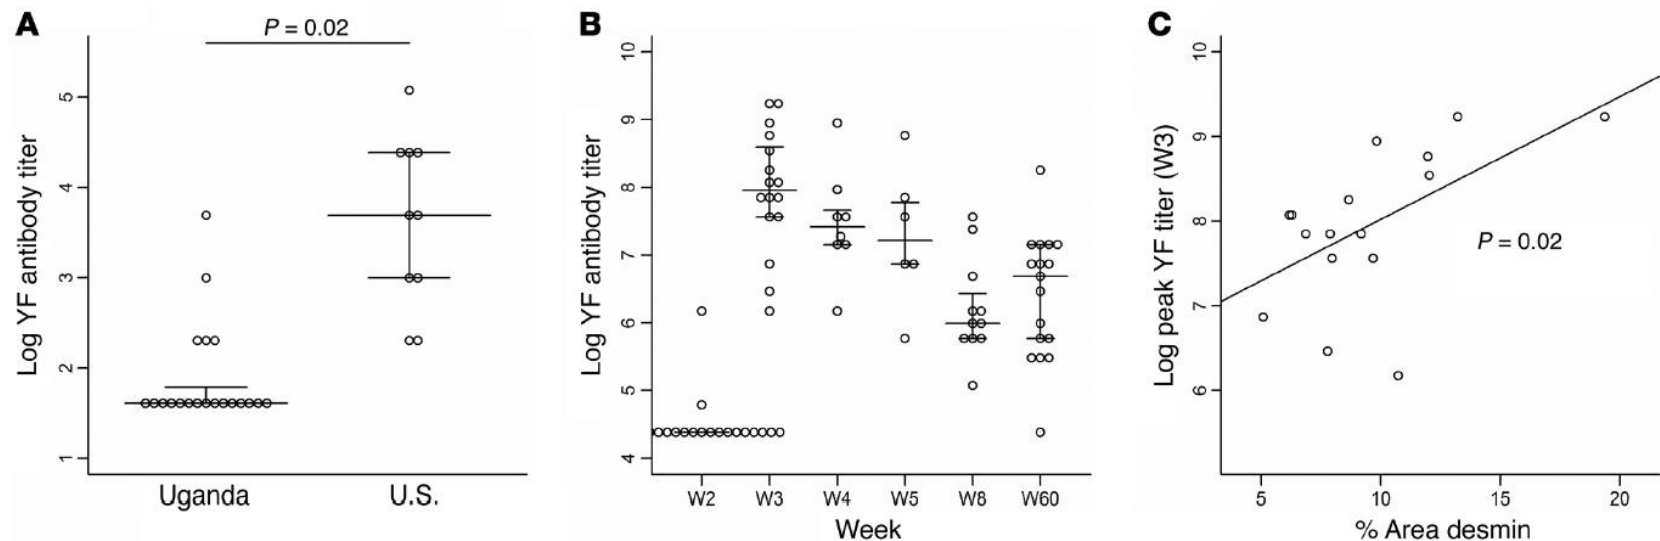 A
P = 0.02
Log YF antibody titer
5
4
3
2
1
Uganda
U.S.
B
Log YF antibody titer
10
9
8
7
6
5
4
W2
W3
W4
W5
W8
W60
Week
C
Log peak YF titer (W3)
10
9
8
7
6
P = 0.02
5
10
15
20
% Area desmin